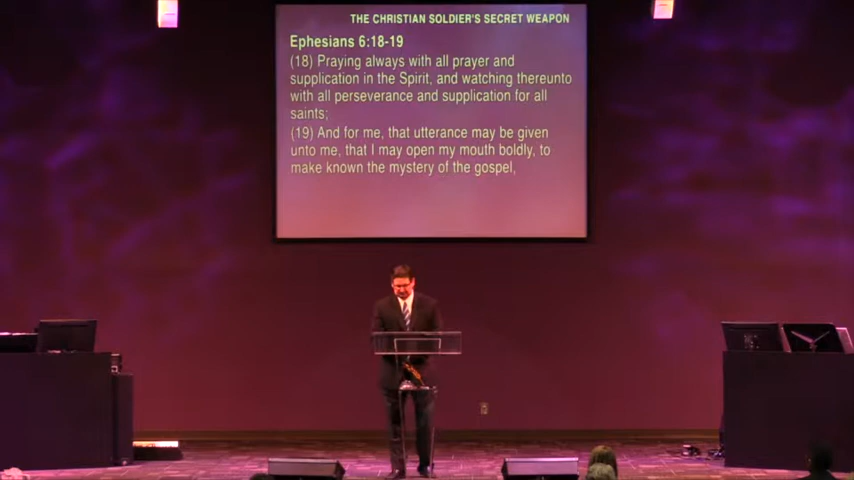 THE CHRISTIAN SOLDIER'S SECRET WEAPON
Ephesians 6:18-19
(18) Praying always with all prayer and
supplication in the Spirit, and watching thereunto
with all perseverance and supplication for all
saints;
(19) And for me, that utterance may be given
unto me, that I may open my mouth boldly, to
make known the mystery of the gospel,